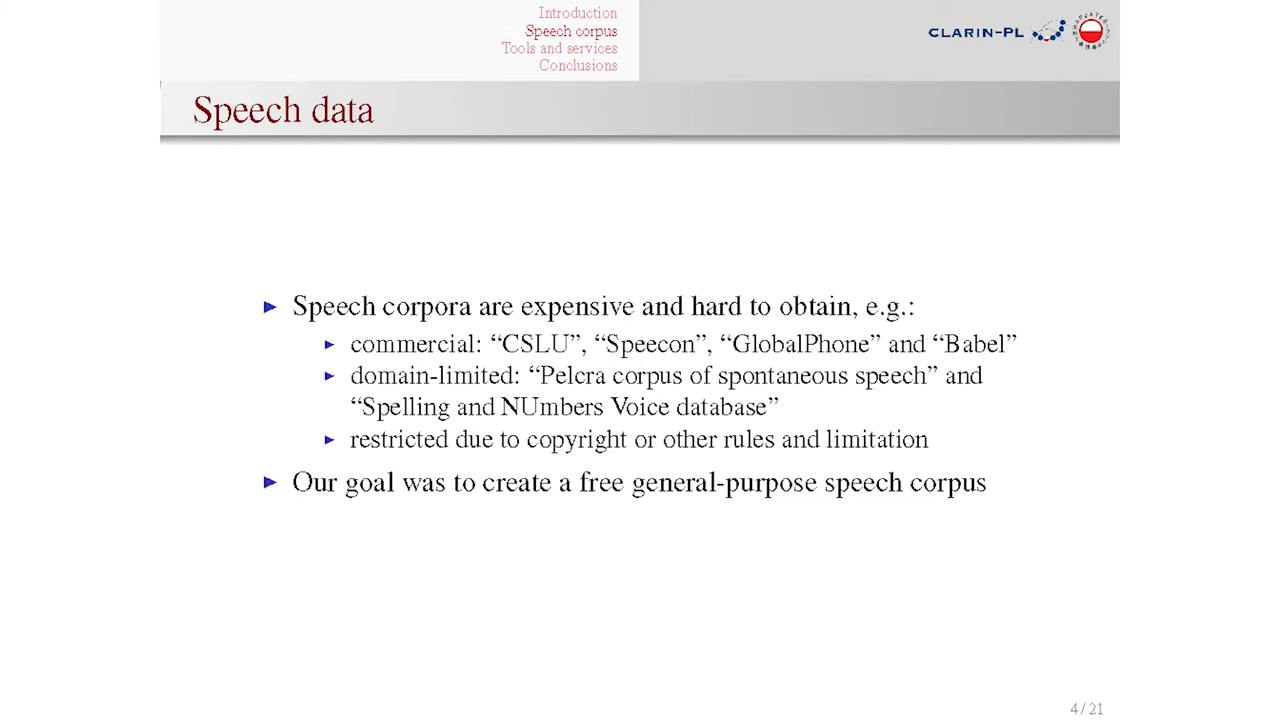 Introduction
Speech corpus
Tools and services
Conclusions
CLARIN-PL
Speech data
Speech corpora are expensive and hard to obtain, e.g.:
commercial: “CSLU”, “Speecon”, “GlobalPhone” and “Babel”
domain-limited: “Pelcra corpus of spontaneous speech” and
“Spelling and NUmbers Voice database”
restricted due to copyright or other rules and limitation
Our goal was to create a free general-purpose speech corpus
4 / 21